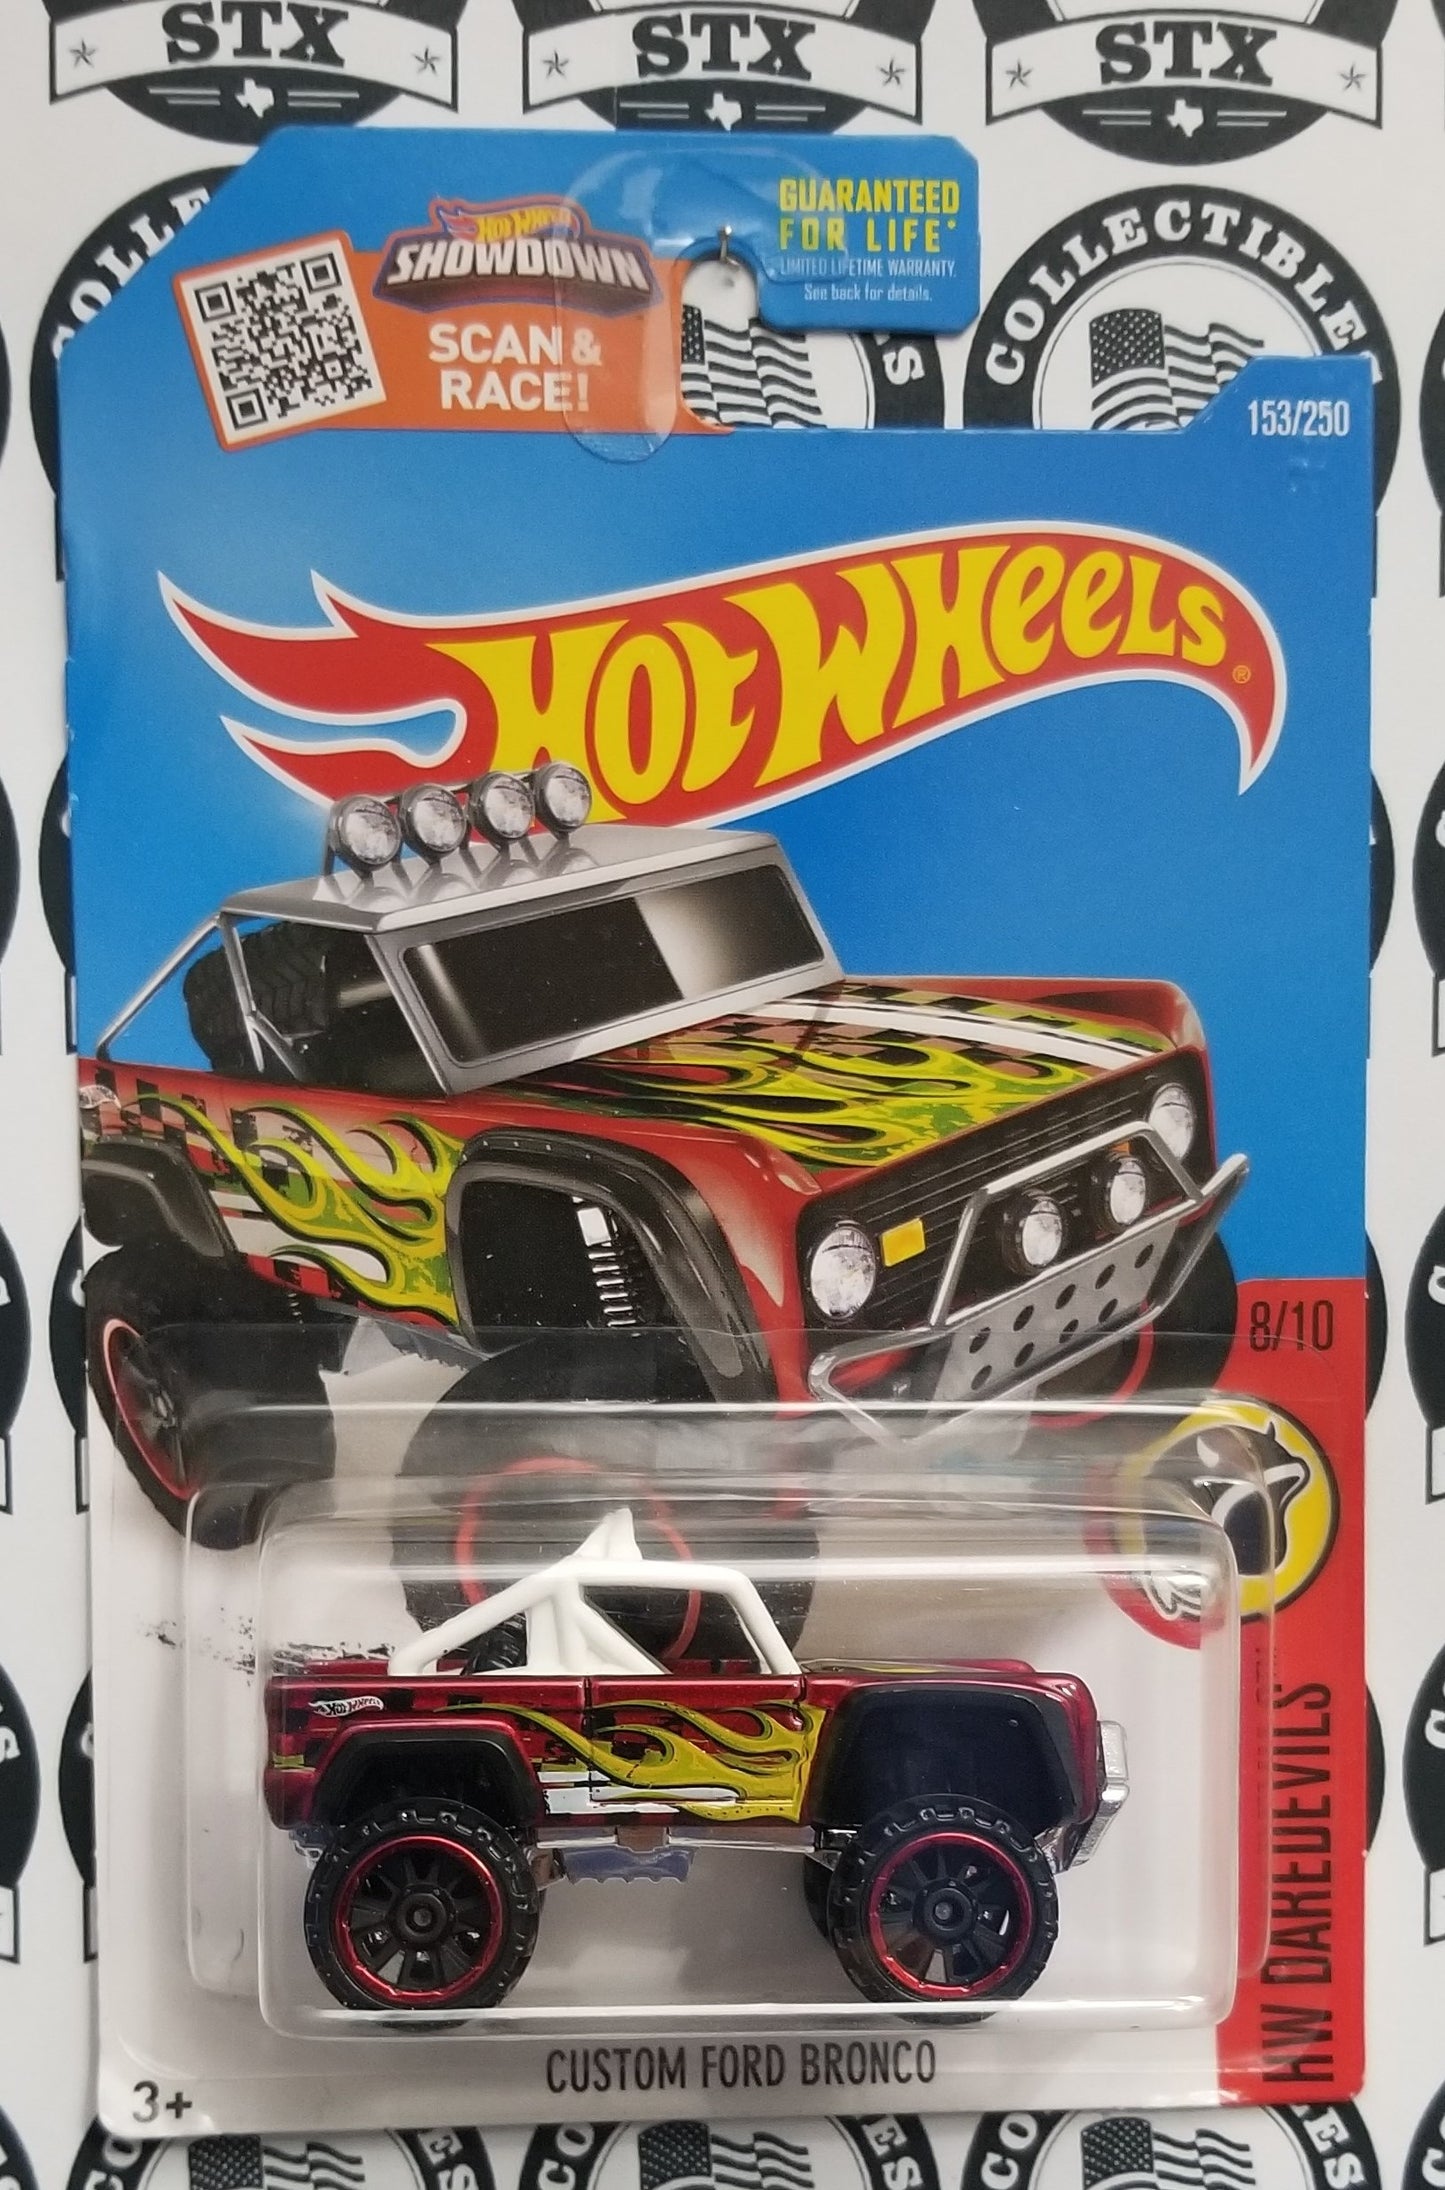 STX
STX
STX
COLLECTIBLES
HOT WHEELS
SHOWDOWN
SCAN &
RACE!
GUARANTEED
FOR LIFE*
LIMITED LIFETIME WARRANTY.
See back for details.
153/250
HOT WHEELS®
8/10
HOT WHEELS
HW DAREDEVILS
CUSTOM FORD BRONCO
3+